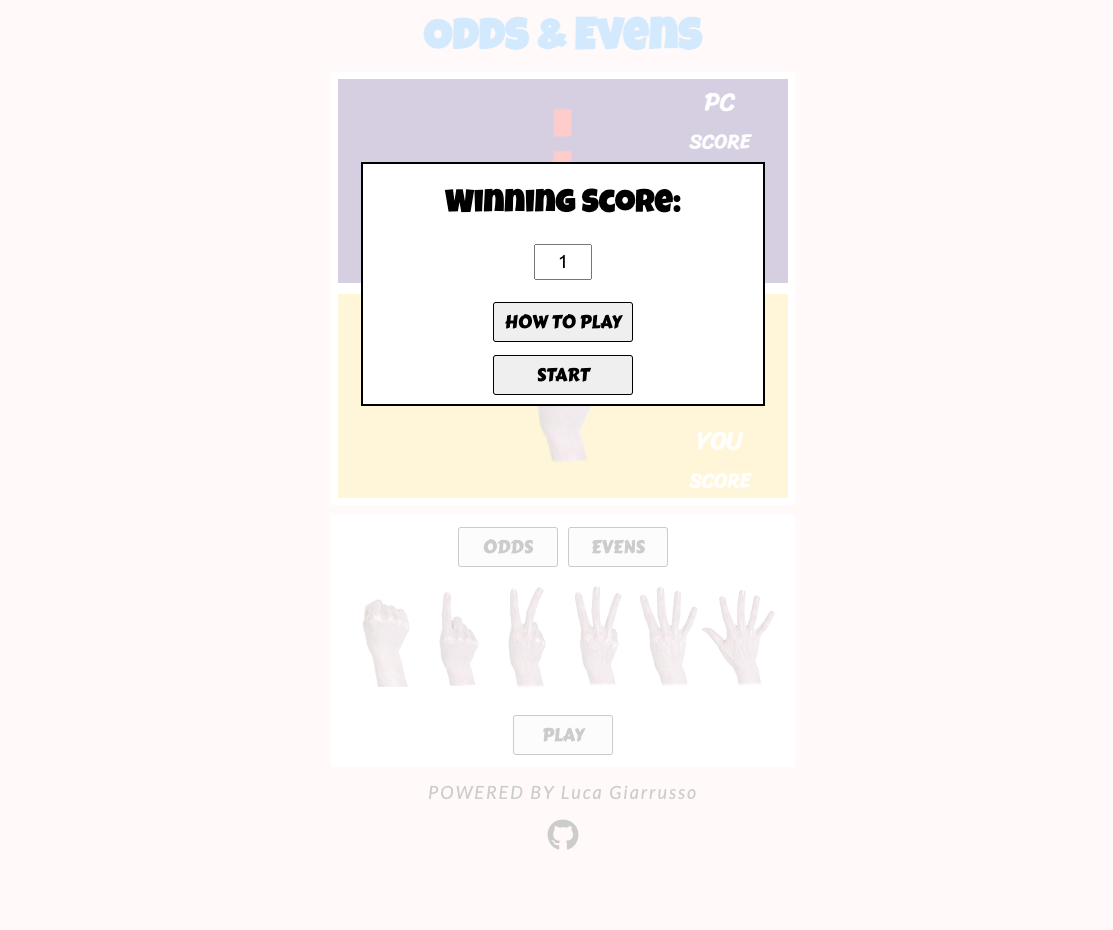 Odds & Evens
PC
SCORE
Winning Score:
1
HOW TO PLAY
START
YOU
SCORE
ODDS
EVENS
PLAY
POWERED BY Luca Giarrusso